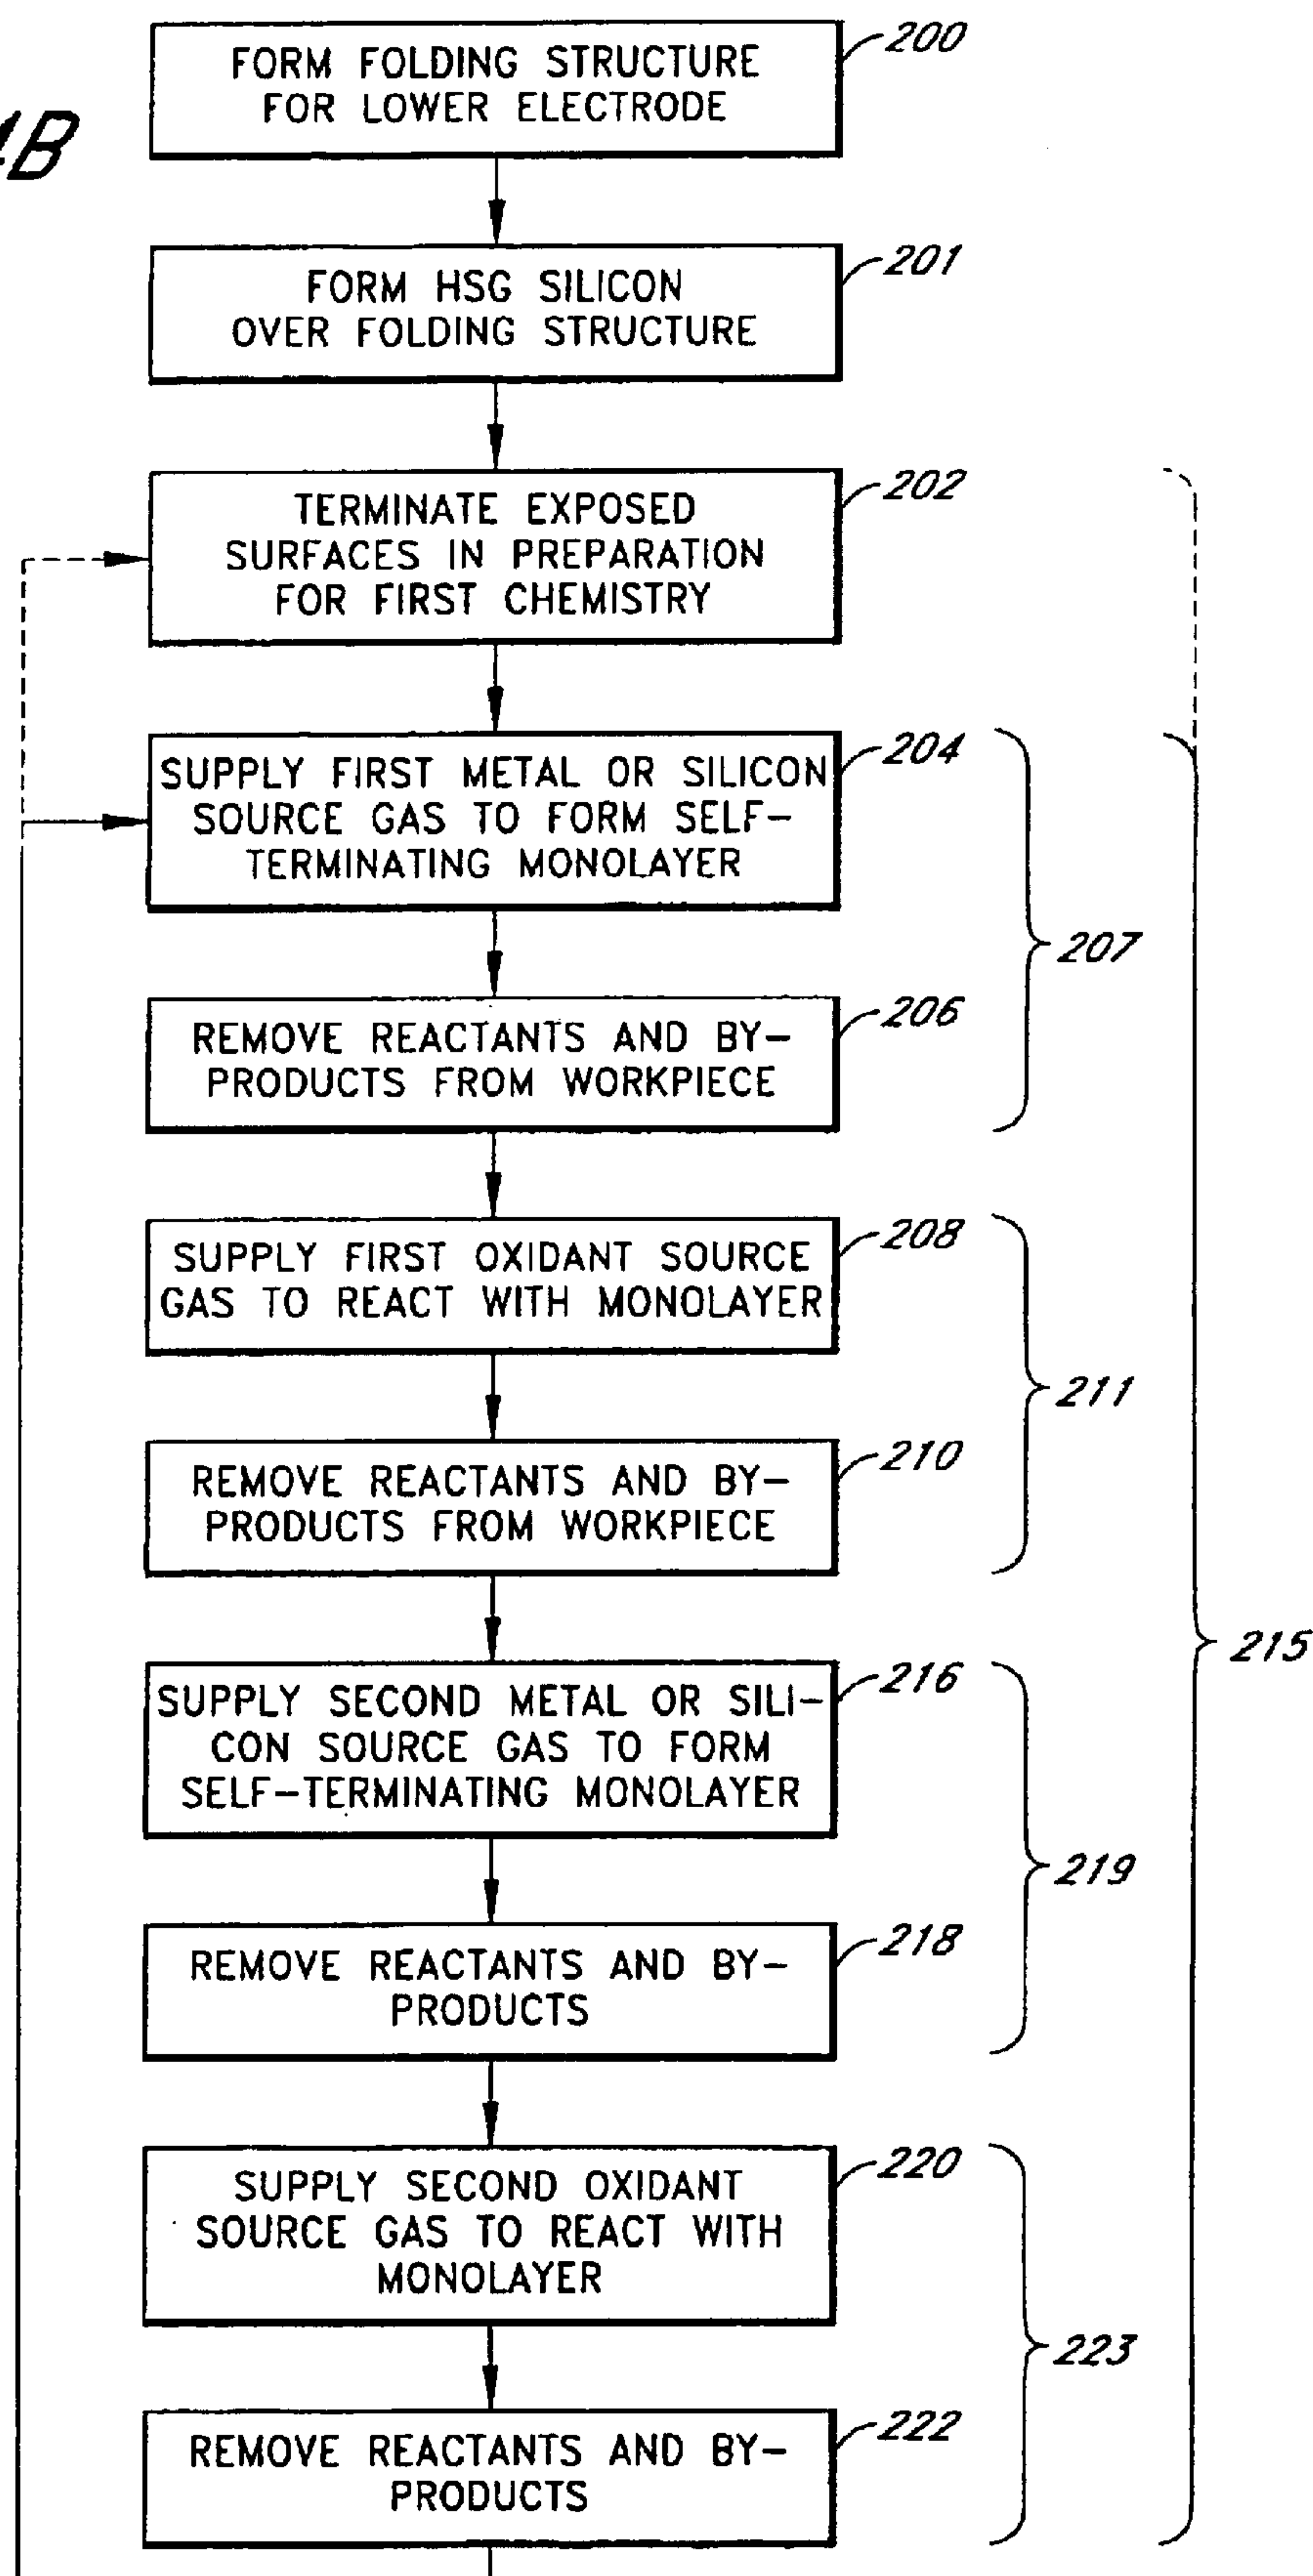 4B
FORM FOLDING STRUCTURE
FOR LOWER ELECTRODE
200
FORM HSG SILICON
OVER FOLDING STRUCTURE
201
TERMINATE EXPOSED
SURFACES IN PREPARATION
FOR FIRST CHEMISTRY
202
SUPPLY FIRST METAL OR SILICON
SOURCE GAS TO FORM SELF-
TERMINATING MONOLAYER
204
REMOVE REACTANTS AND BY-
PRODUCTS FROM WORKPIECE
206
207
SUPPLY FIRST OXIDANT SOURCE
GAS TO REACT WITH MONOLAYER
208
REMOVE REACTANTS AND BY-
PRODUCTS FROM WORKPIECE
210
211
SUPPLY SECOND METAL OR SILI-
CON SOURCE GAS TO FORM
SELF-TERMINATING MONOLAYER
216
REMOVE REACTANTS AND BY-
PRODUCTS
218
219
SUPPLY SECOND OXIDANT
SOURCE GAS TO REACT WITH
MONOLAYER
220
REMOVE REACTANTS AND BY-
PRODUCTS
222
223
215